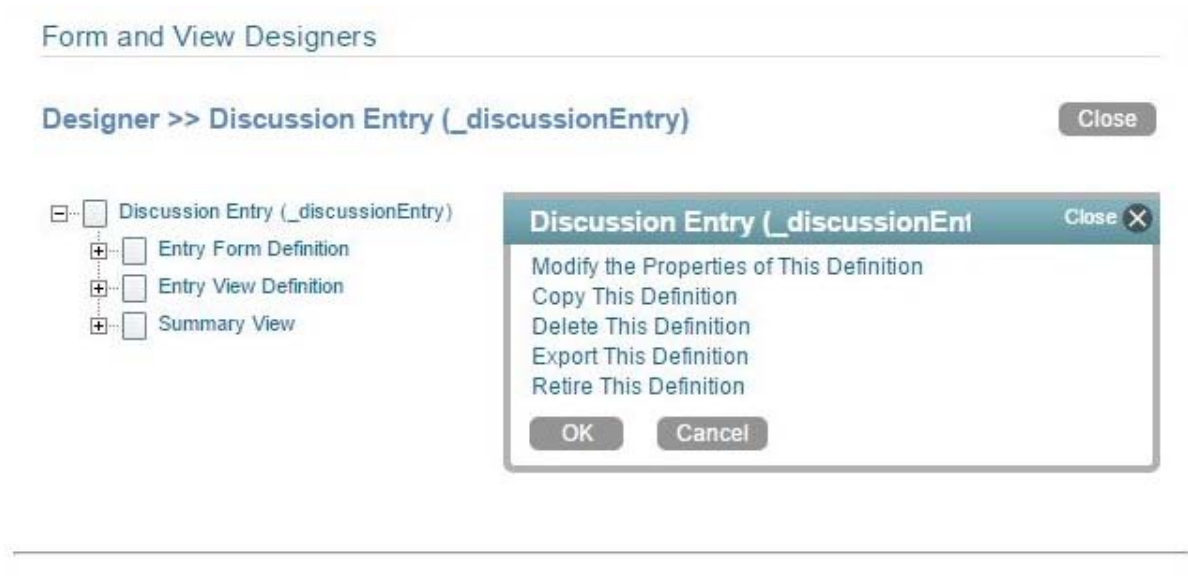 Form and View Designers
Designer >> Discussion Entry (_discussionEntry)
Close
Discussion Entry (_discussionEntry)
Entry Form Definition
Entry View Definition
Summary View
Discussion Entry (_discussionEnt
Close
Modify the Properties of This Definition
Copy This Definition
Delete This Definition
Export This Definition
Retire This Definition
OK Cancel